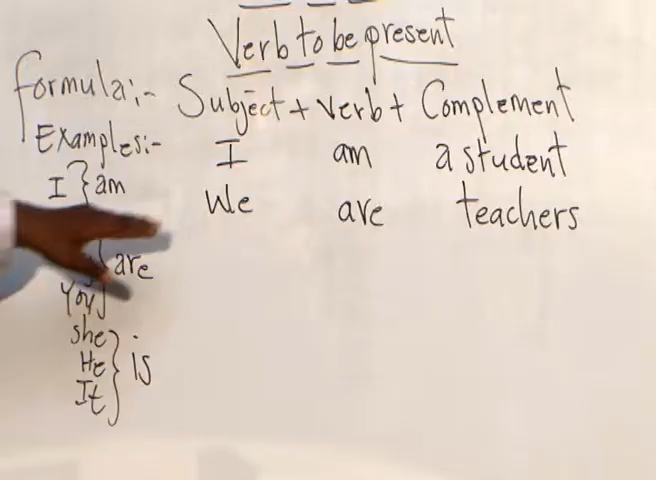 Verb to be present
Formula:- Subject + verb + Complement
Examples:- I am a student
I } am We are teachers
} are
You
she
He } is
It